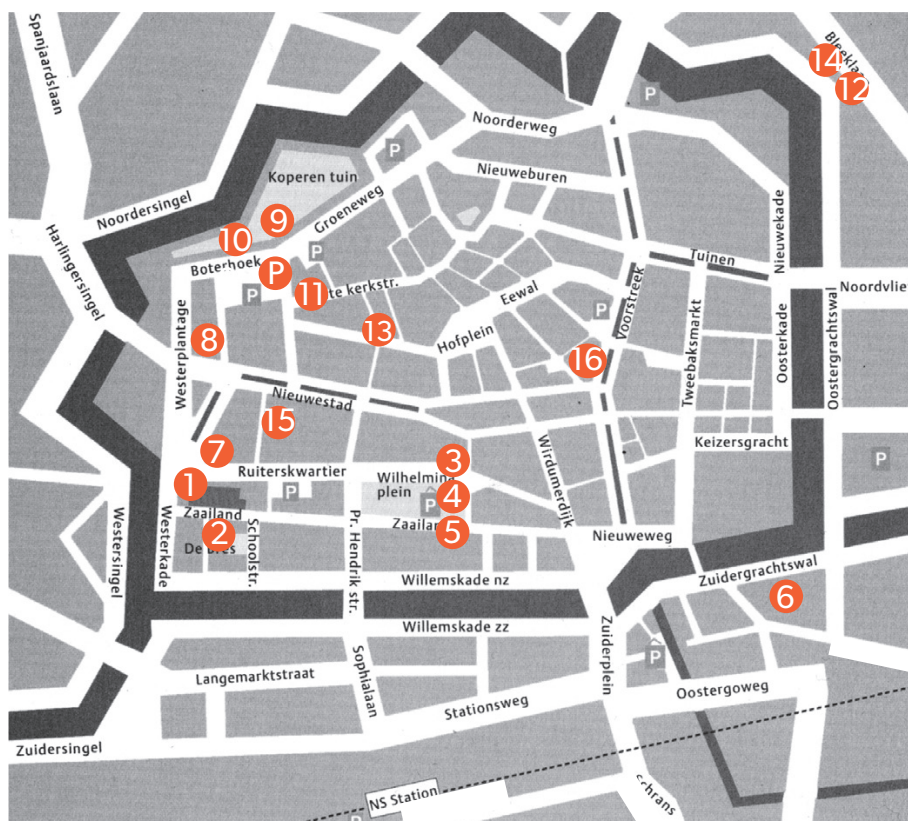 Spanjaardslaan
14
12
P
Noorderweg
P
Koperen tuin
Nieuweburen
Noordersingel
Groeneweg
9
10
Harlingersingel
Boterhoek
P
P
P
11
te kerkstr.
Tuinen
Nieuwekade
Noordvlie
Eewal
P
Voorstreek
Westerplantage
8
13
Hofplein
16
Tweebaksmarkt
Oosterkade
Oostergrachtswal
Nieuwestad
15
Keizersgracht
7
3
Wirdumerdijk
P
Ruiterskwartier
Wilhelmina
plein
1
P
4
P
Zaailand
2
De Bres
Schoolstr.
Westerkade
Westersingel
Pr. Hendrik str.
5
Nieuweweg
Willemskade nz
Zuidergrachtswal
6
Willemskade zz
Zuiderplein
P
Langemarktstraat
Sophialaan
Oostergoweg
Stationsweg
Zuidersingel
NS Station